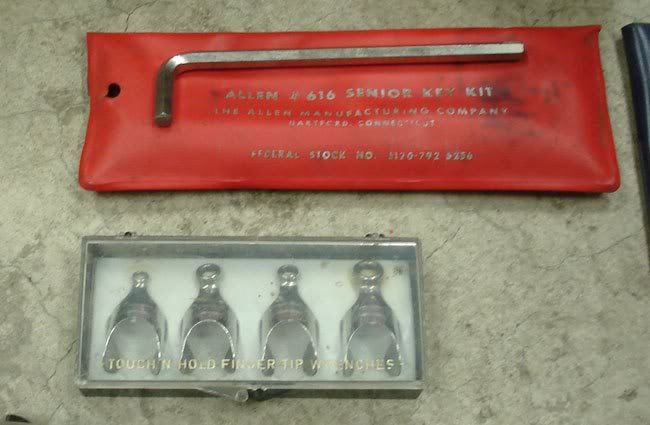 ALLEN # 616 SENIOR KEY KIT
THE ALLEN MANUFACTURING COMPANY
HARTFORD, CONNECTICUT
FEDERAL STOCK NO. 5120-792 8256
TOUCH'N HOLD FINGER TIP WRENCHES